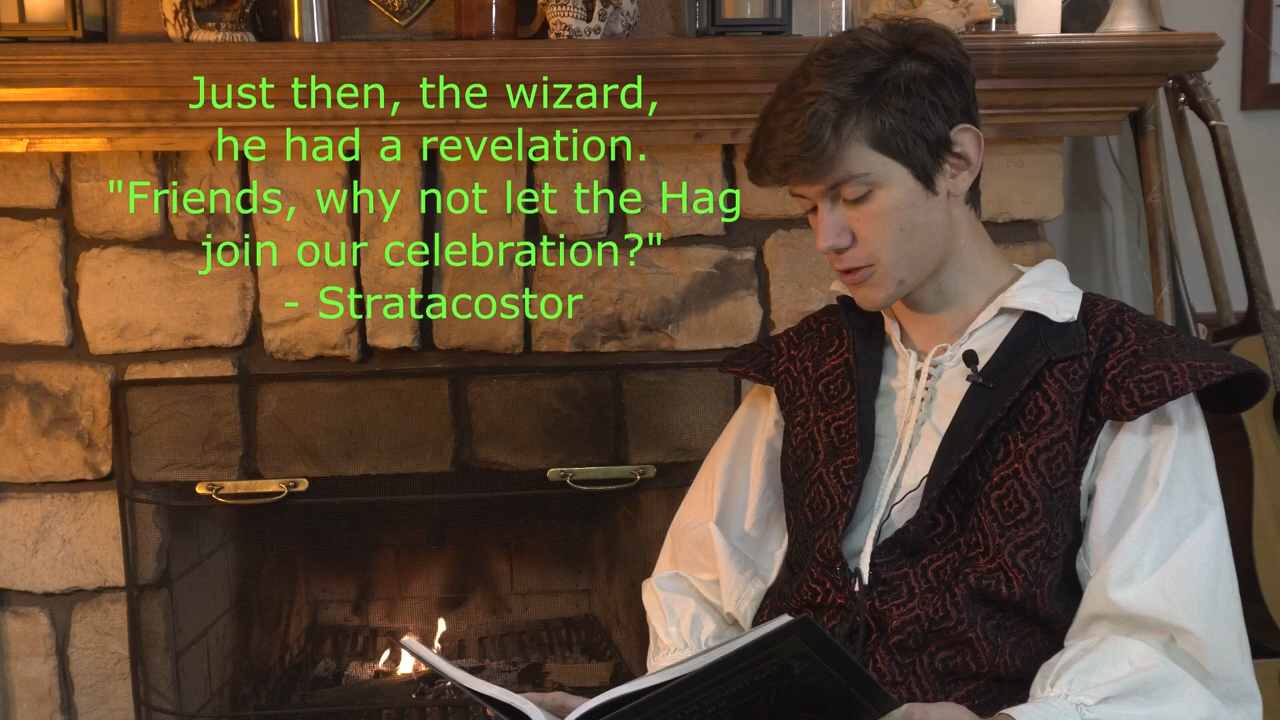 Just then, the wizard,
he had a revelation.
"Friends, why not let the Hag
join our celebration?"
- Stratacostor